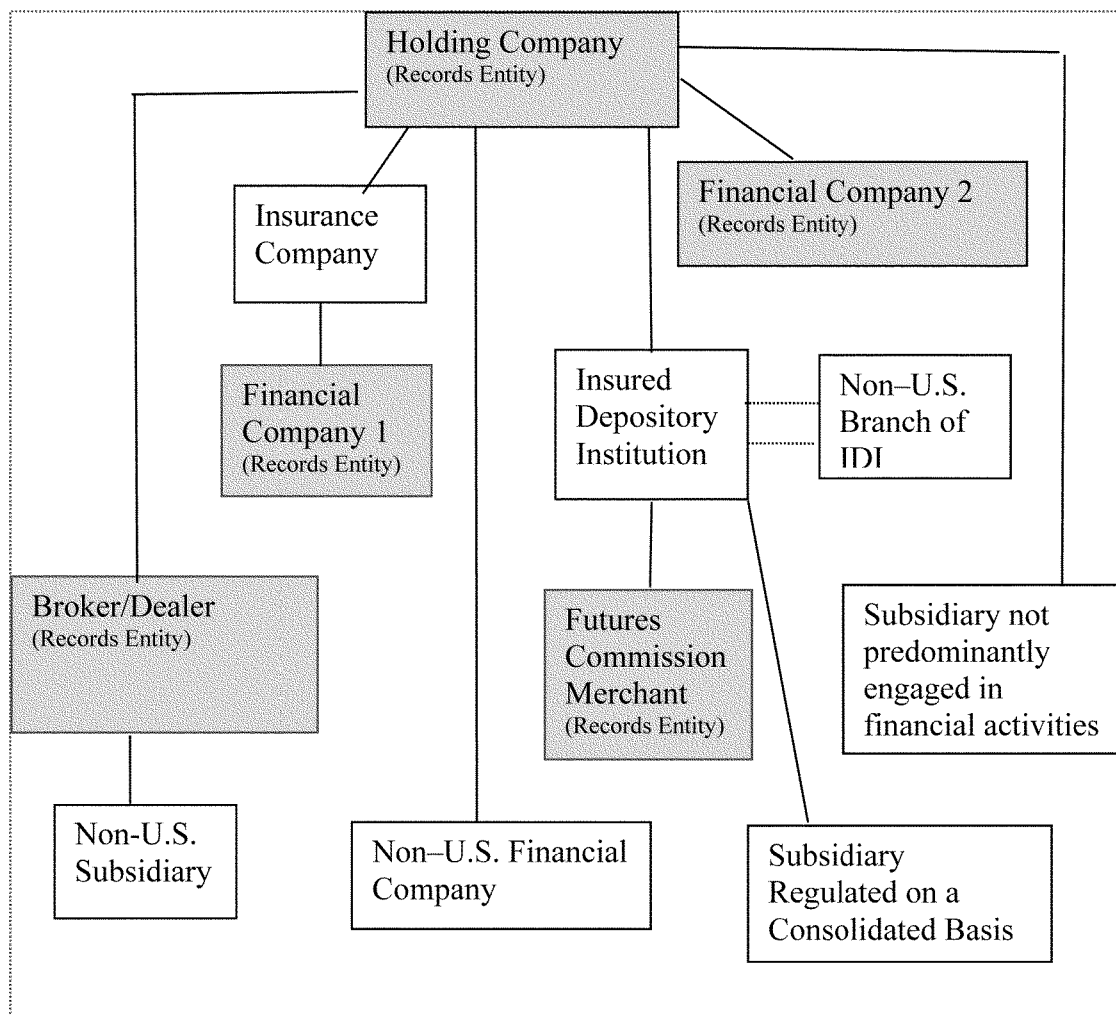 Holding Company
(Records Entity)
Insurance
Company
Financial Company 2
(Records Entity)
Financial
Company 1
(Records Entity)
Insured
Depository
Institution
Non–U.S.
Branch of
IDI
Broker/Dealer
(Records Entity)
Futures
Commission
Merchant
(Records Entity)
Subsidiary not
predominantly
engaged in
financial activities
Non-U.S.
Subsidiary
Non–U.S. Financial
Company
Subsidiary
Regulated on a
Consolidated Basis